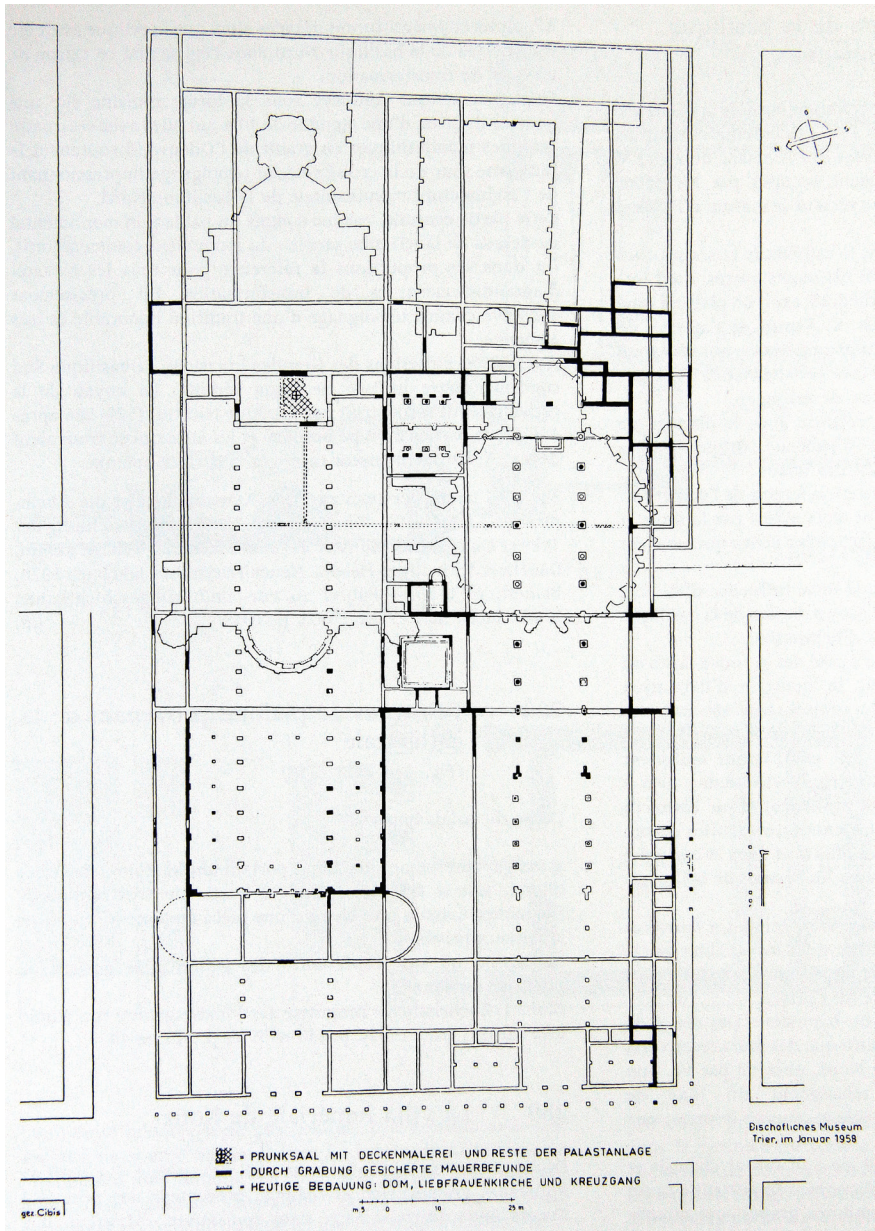 N
O
S
Bischöfliches Museum
Trier, im Januar 1958
= PRUNKSAAL MIT DECKENMALEREI UND RESTE DER PALASTANLAGE
= DURCH GRABUNG GESICHERTE MAUERBEFUNDE
= HEUTIGE BEBAUUNG: DOM, LIEBFRAUENKIRCHE UND KREUZGANG
m 5 0 10 25 m
gez. Cibis